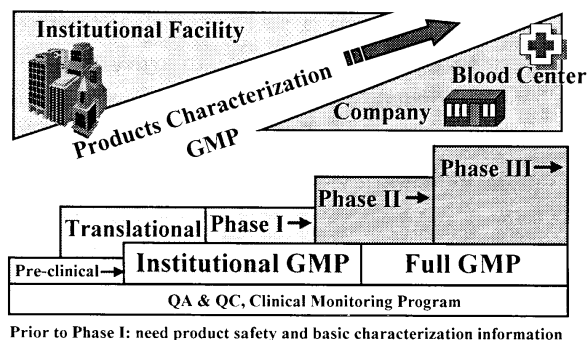 Institutional Facility
Products Characterization
GMP
Blood Center
Company
Phase III
Phase II
Translational
Phase I
Pre-clinical
Institutional GMP
Full GMP
QA & QC, Clinical Monitoring Program
Prior to Phase I: need product safety and basic characterization information